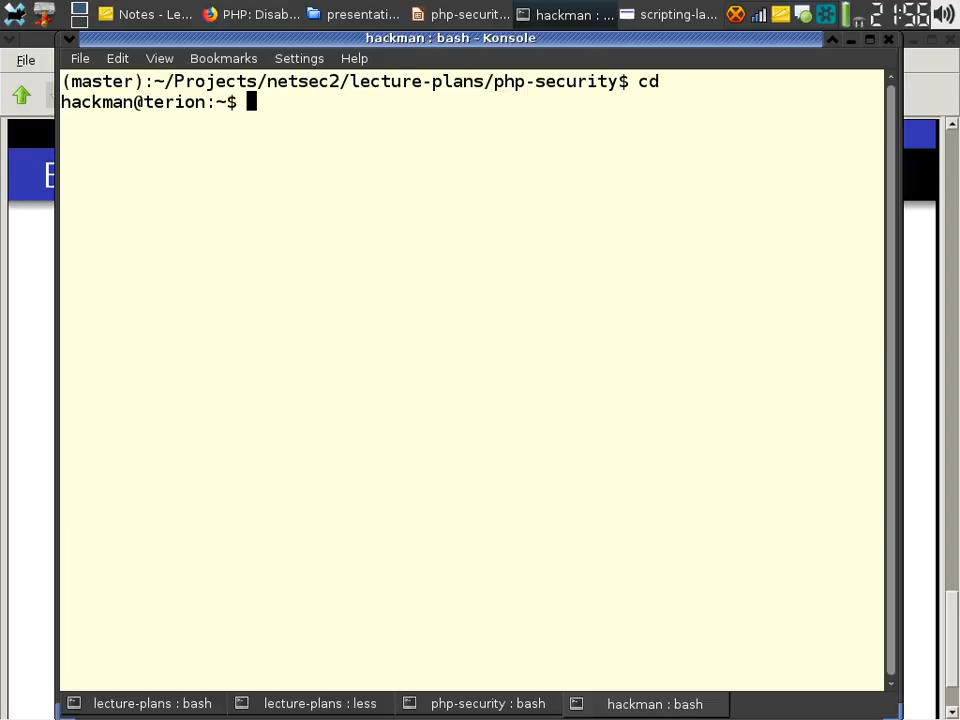 Notes - Le...
PHP: Disab...
presentati...
php-securit...
hackman : ...
scripting-la...
21:56
hackman : bash - Konsole
File
File Edit View Bookmarks Settings Help
(master):~/Projects/netsec2/lecture-plans/php-security$ cd
hackman@terion:~$
lecture-plans : bash
lecture-plans : less
php-security : bash
hackman : bash